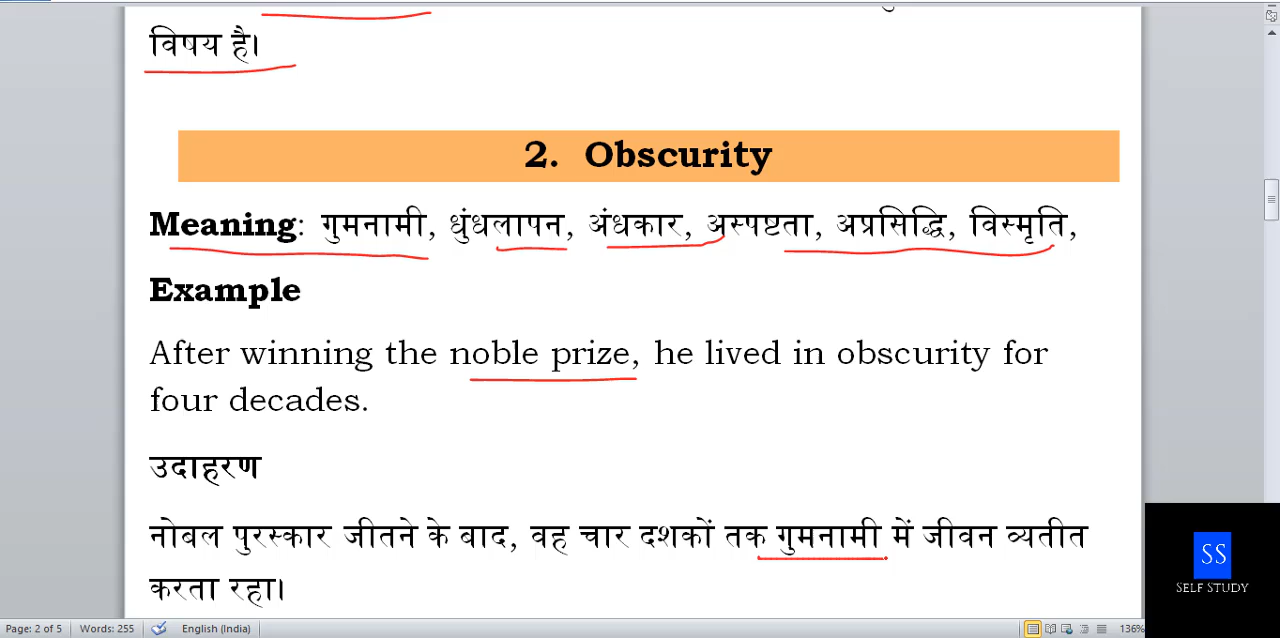 विषय है।
2. Obscurity
Meaning: गुमनामी, धुंधलापन, अंधकार, अस्पष्टता, अप्रसिद्धि, विस्मृति,
Example
After winning the noble prize, he lived in obscurity for
four decades.
उदाहरण
नोबल पुरस्कार जीतने के बाद, वह चार दशकों तक गुमनामी में जीवन व्यतीत
करता रहा।
SS
SELF STUDY
Page: 2 of 5 Words: 255 English (India) 136%